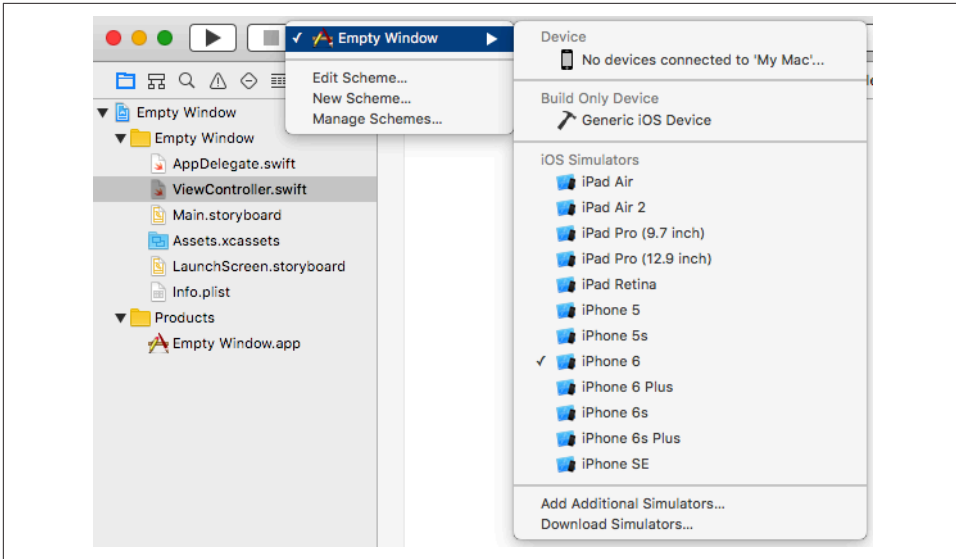 Empty Window
Edit Scheme...
New Scheme...
Manage Schemes...
Device
No devices connected to 'My Mac'...
Build Only Device
Generic iOS Device
iOS Simulators
iPad Air
iPad Air 2
iPad Pro (9.7 inch)
iPad Pro (12.9 inch)
iPad Retina
iPhone 5
iPhone 5s
iPhone 6
iPhone 6 Plus
iPhone 6s
iPhone 6s Plus
iPhone SE
Add Additional Simulators...
Download Simulators...
Empty Window
Empty Window
AppDelegate.swift
ViewController.swift
Main.storyboard
Assets.xcassets
LaunchScreen.storyboard
Info.plist
Products
Empty Window.app